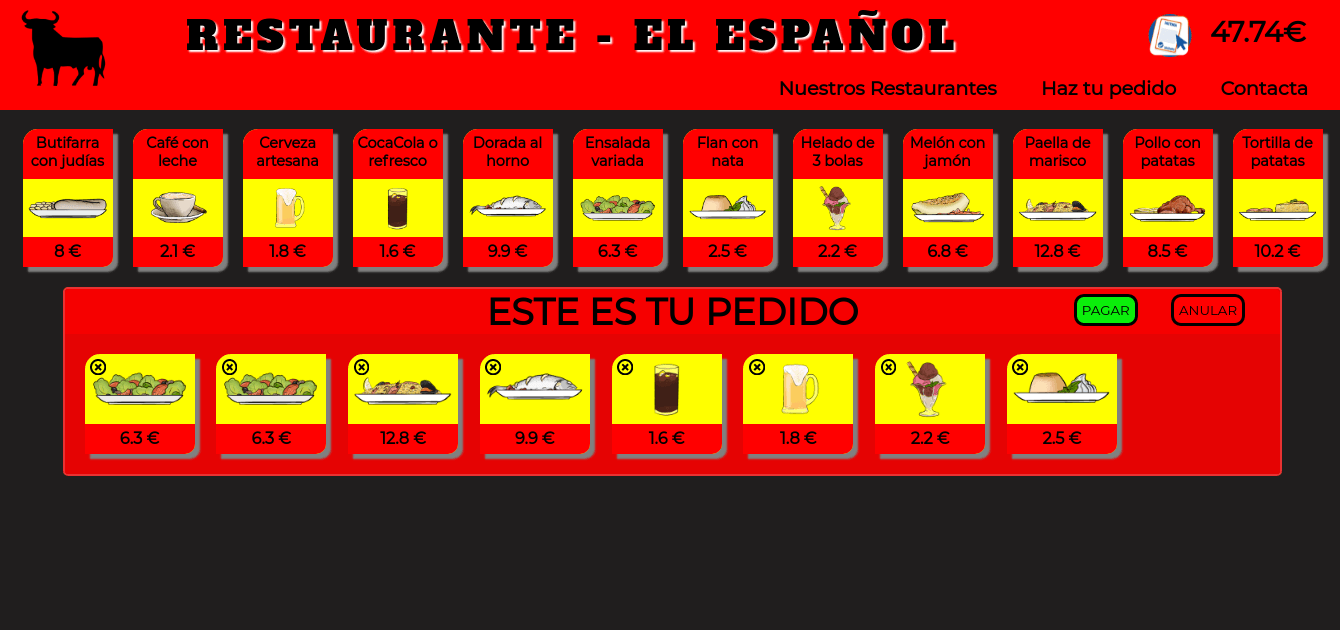 RESTAURANTE - EL ESPAÑOL
47.74€
Nuestros Restaurantes Haz tu pedido Contacta
Butifarra con judías
8 €
Café con leche
2.1 €
Cerveza artesana
1.8 €
CocaCola o refresco
1.6 €
Dorada al horno
9.9 €
Ensalada variada
6.3 €
Flan con nata
2.5 €
Helado de 3 bolas
2.2 €
Melón con jamón
6.8 €
Paella de marisco
12.8 €
Pollo con patatas
8.5 €
Tortilla de patatas
10.2 €
ESTE ES TU PEDIDO
PAGAR
ANULAR
6.3 €
6.3 €
12.8 €
9.9 €
1.6 €
1.8 €
2.2 €
2.5 €